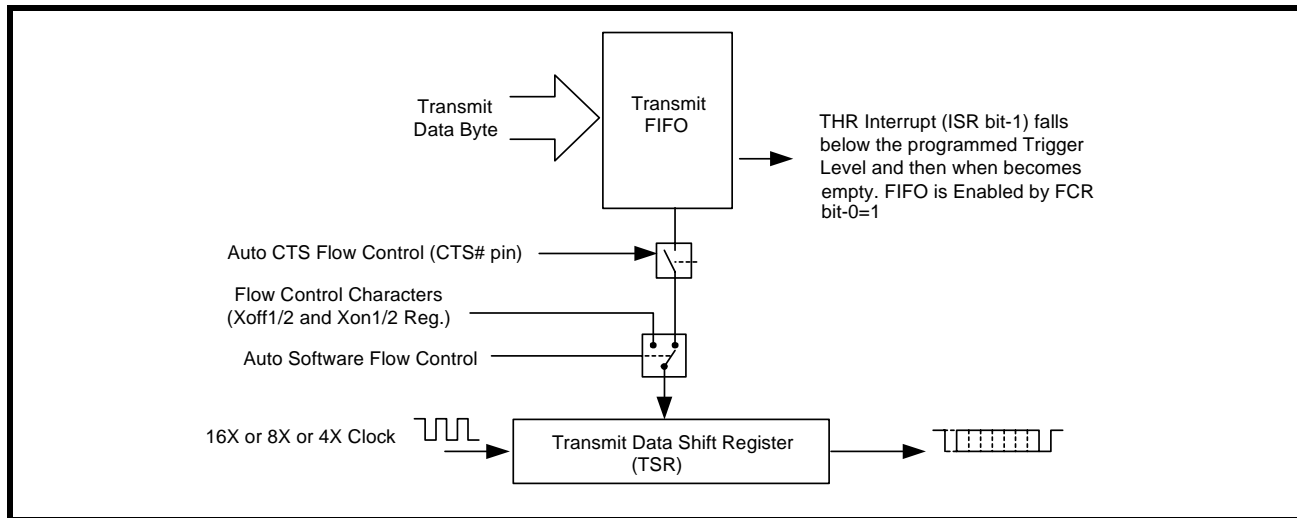 Transmit
Data Byte
Transmit
FIFO
THR Interrupt (ISR bit-1) falls
below the programmed Trigger
Level and then when becomes
empty. FIFO is Enabled by FCR
bit-0=1
Auto CTS Flow Control (CTS# pin)
Flow Control Characters
(Xoff1/2 and Xon1/2 Reg.)
Auto Software Flow Control
16X or 8X or 4X Clock
Transmit Data Shift Register
(TSR)